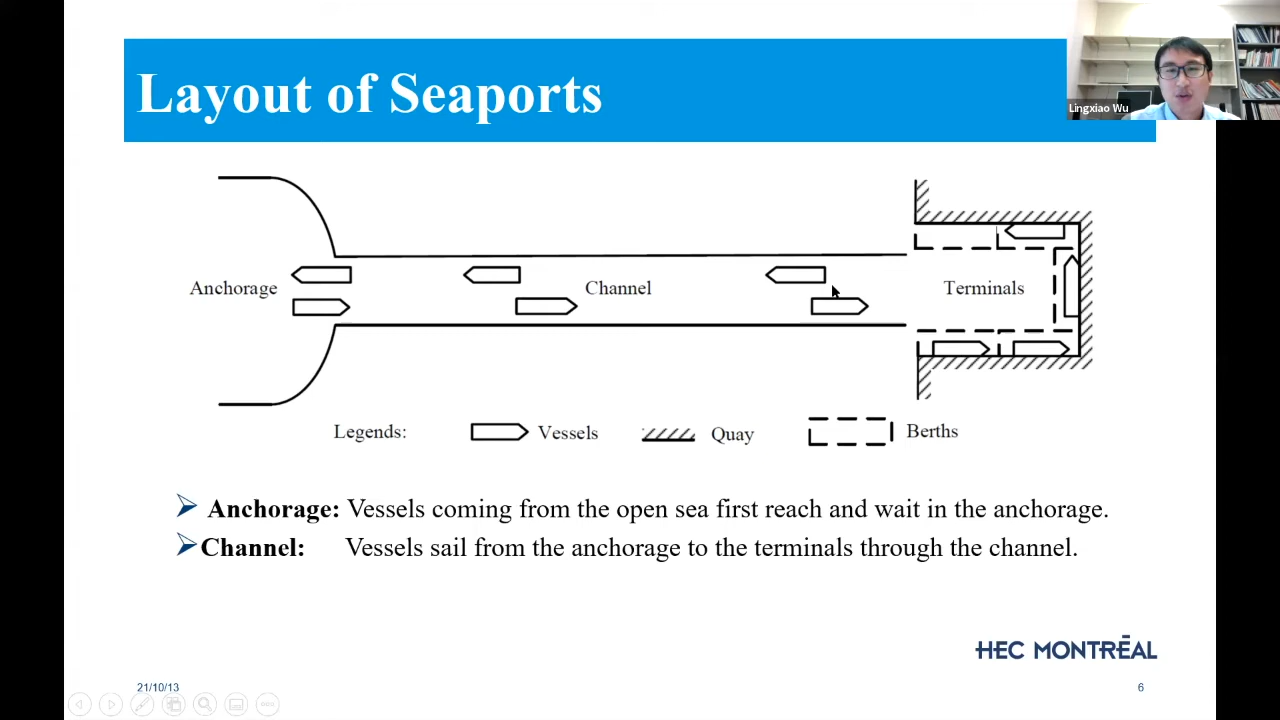 Layout of Seaports
Lingxiao Wu
Anchorage
Channel
Terminals
Legends:
Vessels
Quay
Berths
Anchorage: Vessels coming from the open sea first reach and wait in the anchorage.
Channel: Vessels sail from the anchorage to the terminals through the channel.
HEC MONTRĒAL
21/10/13
6